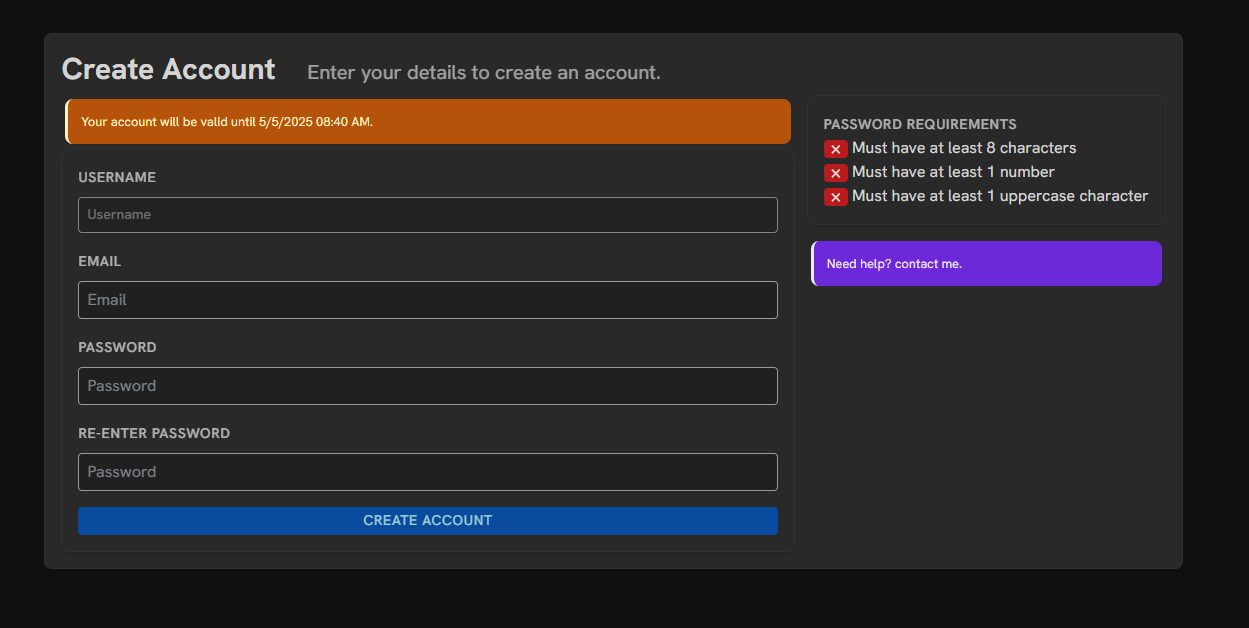 Create Account
Enter your details to create an account.
Your account will be valid until 5/5/2025 08:40 AM.
USERNAME
Username
EMAIL
Email
PASSWORD
Password
RE-ENTER PASSWORD
Password
CREATE ACCOUNT
PASSWORD REQUIREMENTS
Must have at least 8 characters
Must have at least 1 number
Must have at least 1 uppercase character
Need help? contact me.